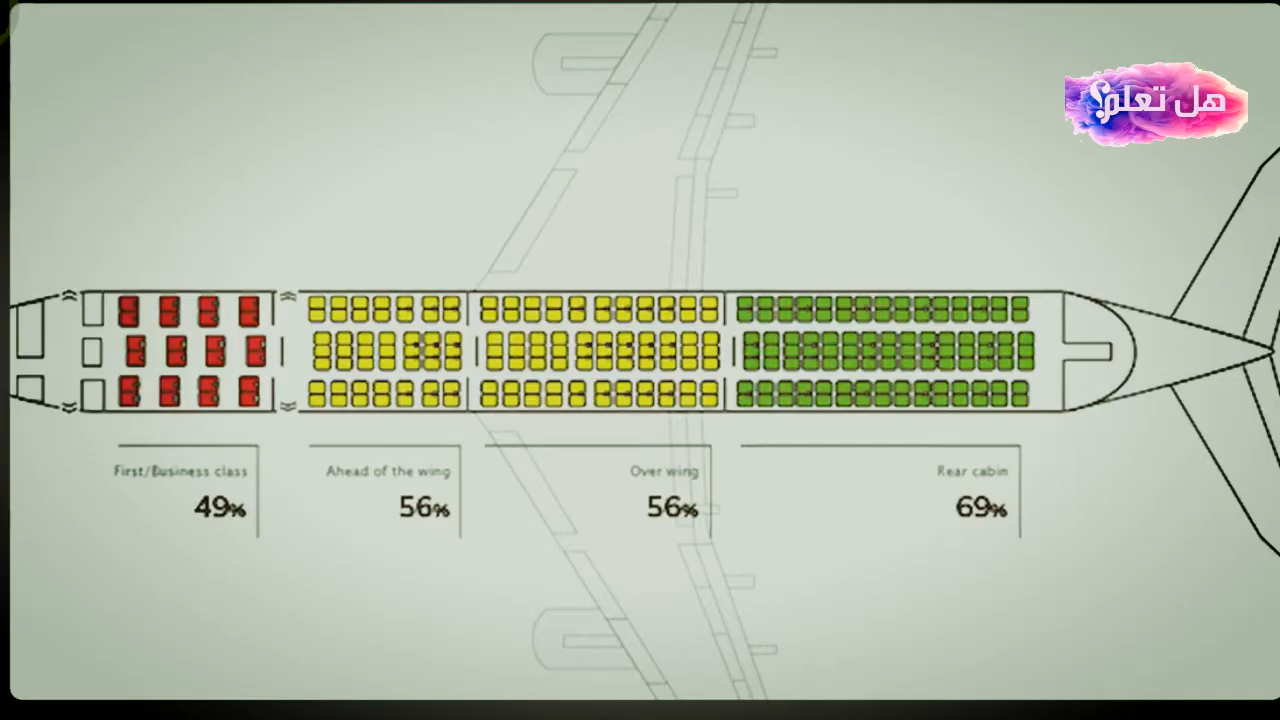 هل تعلم؟
First/Business class
49%
Ahead of the wing
56%
Over wing
56%
Rear cabin
69%